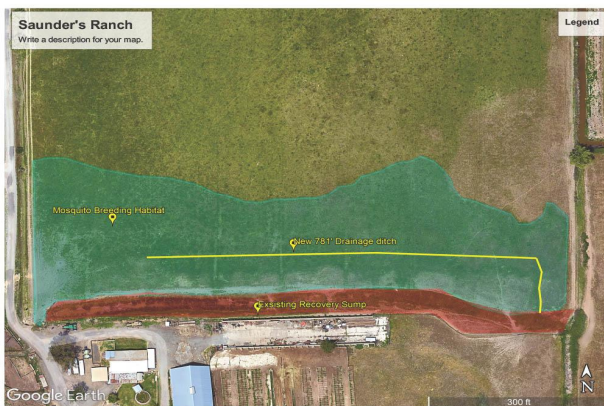 Saunder's Ranch
Write a description for your map.
Legend
Mosquito Breeding Habitat
New 781' Drainage ditch
Exsisting Recovery Sump
Google Earth
300 ft
N